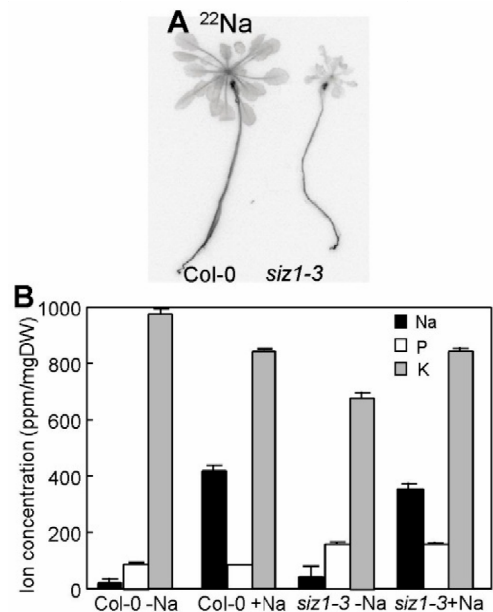 A ²²Na
Col-0 siz1-3
B
Ion concentration (ppm/mgDW)
1000
800
600
400
200
0
Na
P
K
Col-0 -Na Col-0 +Na siz1-3 -Na siz1-3+Na